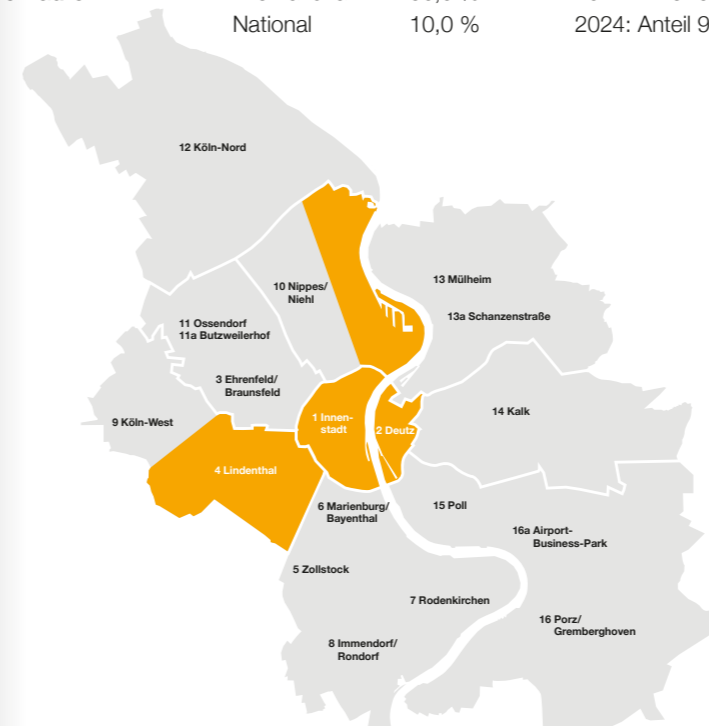 National 10,0 % 2024: Anteil 9
12 Köln-Nord
10 Nippes/
Niehl
13 Mülheim
13a Schanzenstraße
11 Ossendorf
11a Butzweilerhof
3 Ehrenfeld/
Braunsfeld
9 Köln-West
1 Innen-
stadt
2 Deutz
14 Kalk
4 Lindenthal
6 Marienburg/
Bayenthal
15 Poll
16a Airport-
Business-Park
5 Zollstock
7 Rodenkirchen
16 Porz/
Gremberghoven
8 Immendorf/
Rondorf